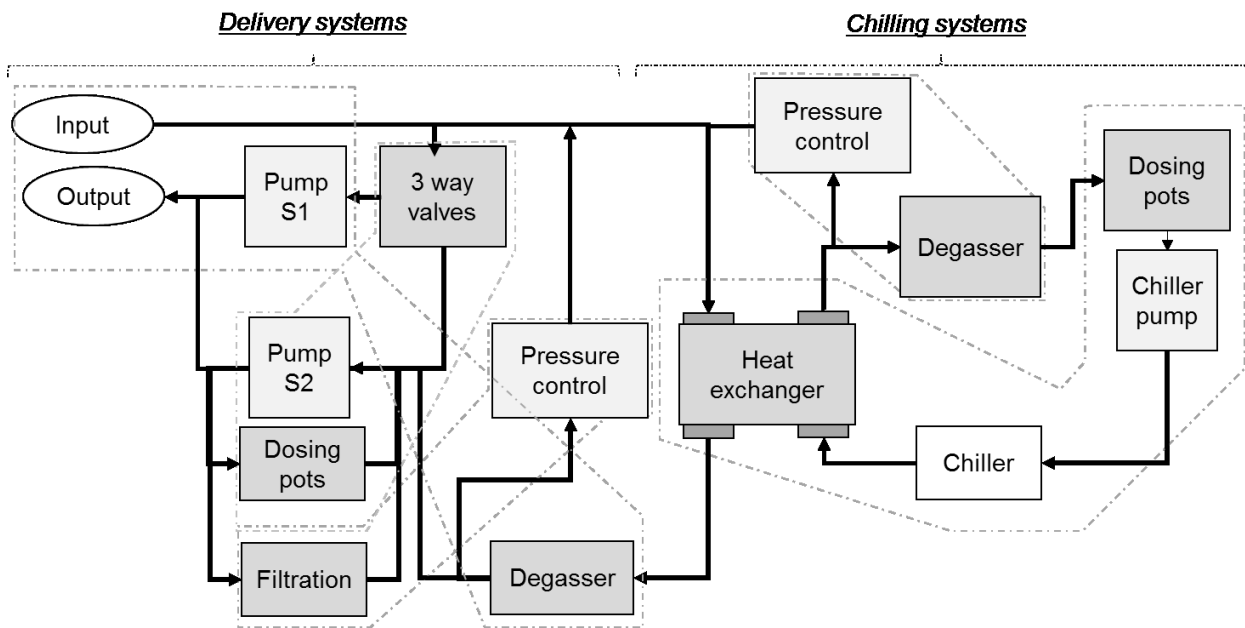 Delivery systems
Chilling systems
Input
Output
Pump
S1
3 way
valves
Pressure
control
Degasser
Dosing
pots
Chiller
pump
Pump
S2
Pressure
control
Heat
exchanger
Dosing
pots
Chiller
Filtration
Degasser